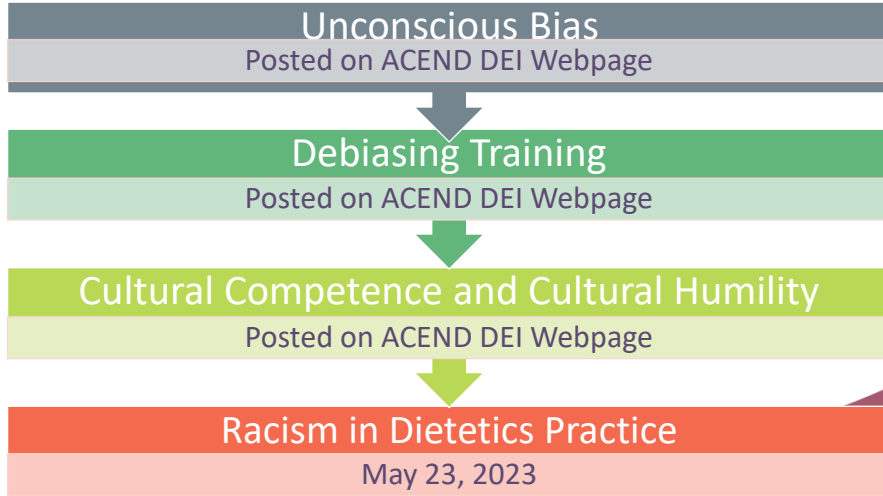 Unconscious Bias
Posted on ACEND DEI Webpage
Debiasing Training
Posted on ACEND DEI Webpage
Cultural Competence and Cultural Humility
Posted on ACEND DEI Webpage
Racism in Dietetics Practice
May 23, 2023